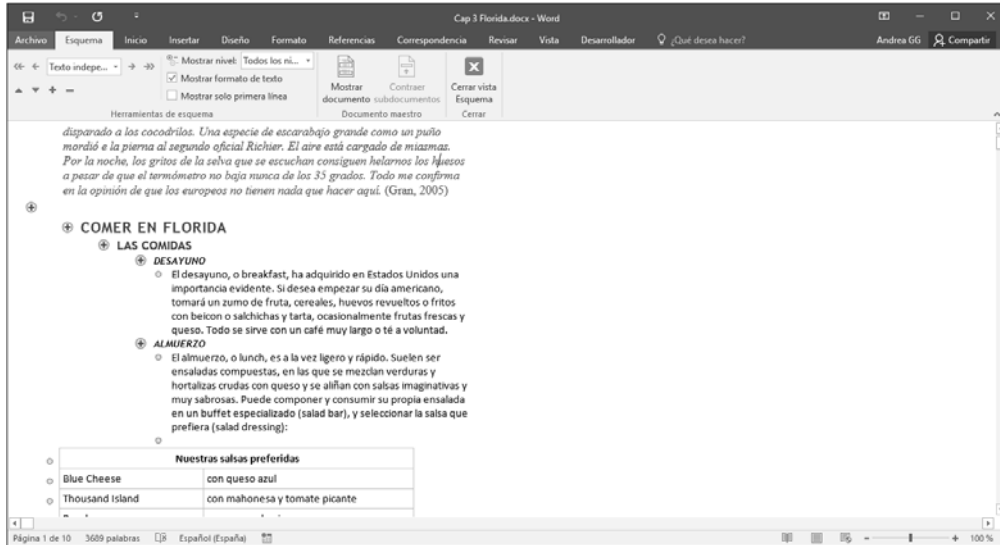 Cap 3 Florida.docx - Word
Archivo Esquema Inicio Insertar Diseño Formato Referencias Correspondencia Revisar Vista Desarrollador ¿Qué desea hacer? Andrea GG Compartir
Texto indepe...
Mostrar nivel: Todos los ni...
Mostrar formato de texto
Mostrar solo primera línea
Herramientas de esquema
Mostrar documento
Contraer subdocumentos
Documento maestro
Cerrar vista Esquema
Cerrar
disparado a los cocodrilos. Una especie de escarabajo grande como un puño
mordió e la pierna al segundo oficial Richier. El aire está cargado de miasmas.
Por la noche, los gritos de la selva que se escuchan consiguen helarnos los huesos
a pesar de que el termómetro no baja nunca de los 35 grados. Todo me confirma
en la opinión de que los europeos no tienen nada que hacer aquí. (Gran, 2005)
COMER EN FLORIDA
LAS COMIDAS
DESAYUNO
El desayuno, o breakfast, ha adquirido en Estados Unidos una
importancia evidente. Si desea empezar su día americano,
tomará un zumo de fruta, cereales, huevos revueltos o fritos
con beicon o salchichas y tarta, ocasionalmente frutas frescas y
queso. Todo se sirve con un café muy largo o té a voluntad.
ALMUERZO
El almuerzo, o lunch, es a la vez ligero y rápido. Suelen ser
ensaladas compuestas, en las que se mezclan verduras y
hortalizas crudas con queso y se aliñan con salsas imaginativas y
muy sabrosas. Puede componer y consumir su propia ensalada
en un buffet especializado (salad bar), y seleccionar la salsa que
prefiera (salad dressing):
Nuestras salsas preferidas
Blue Cheese con queso azul
Thousand Island con mahonesa y tomate picante
Página 1 de 10 3689 palabras Español (España) 100 %